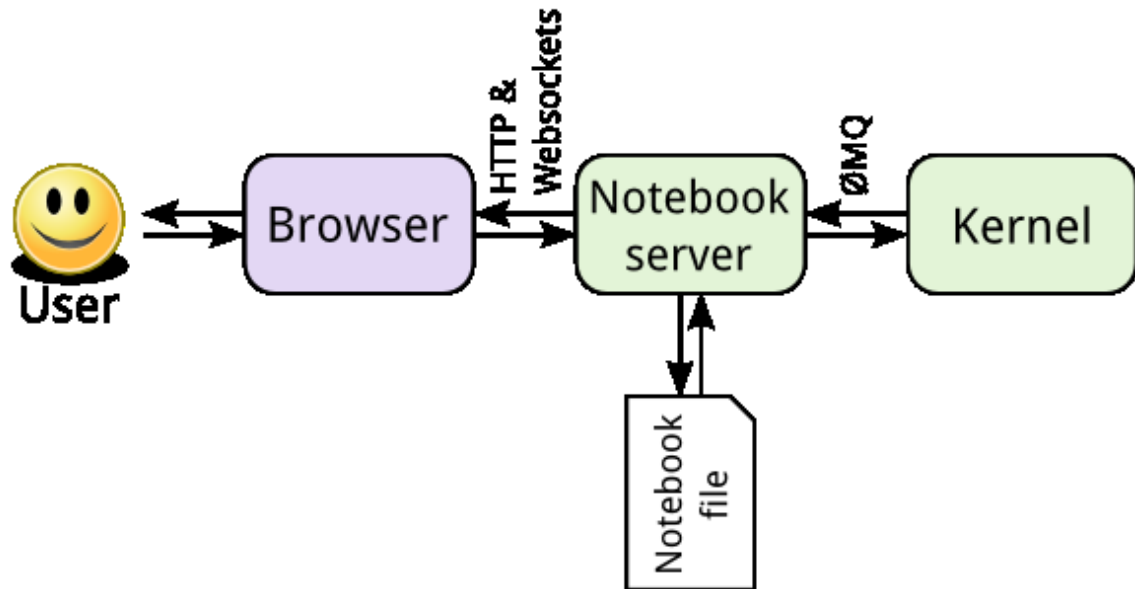 User
Browser
HTTP &
Websockets
Notebook
server
ØMQ
Kernel
Notebook
file